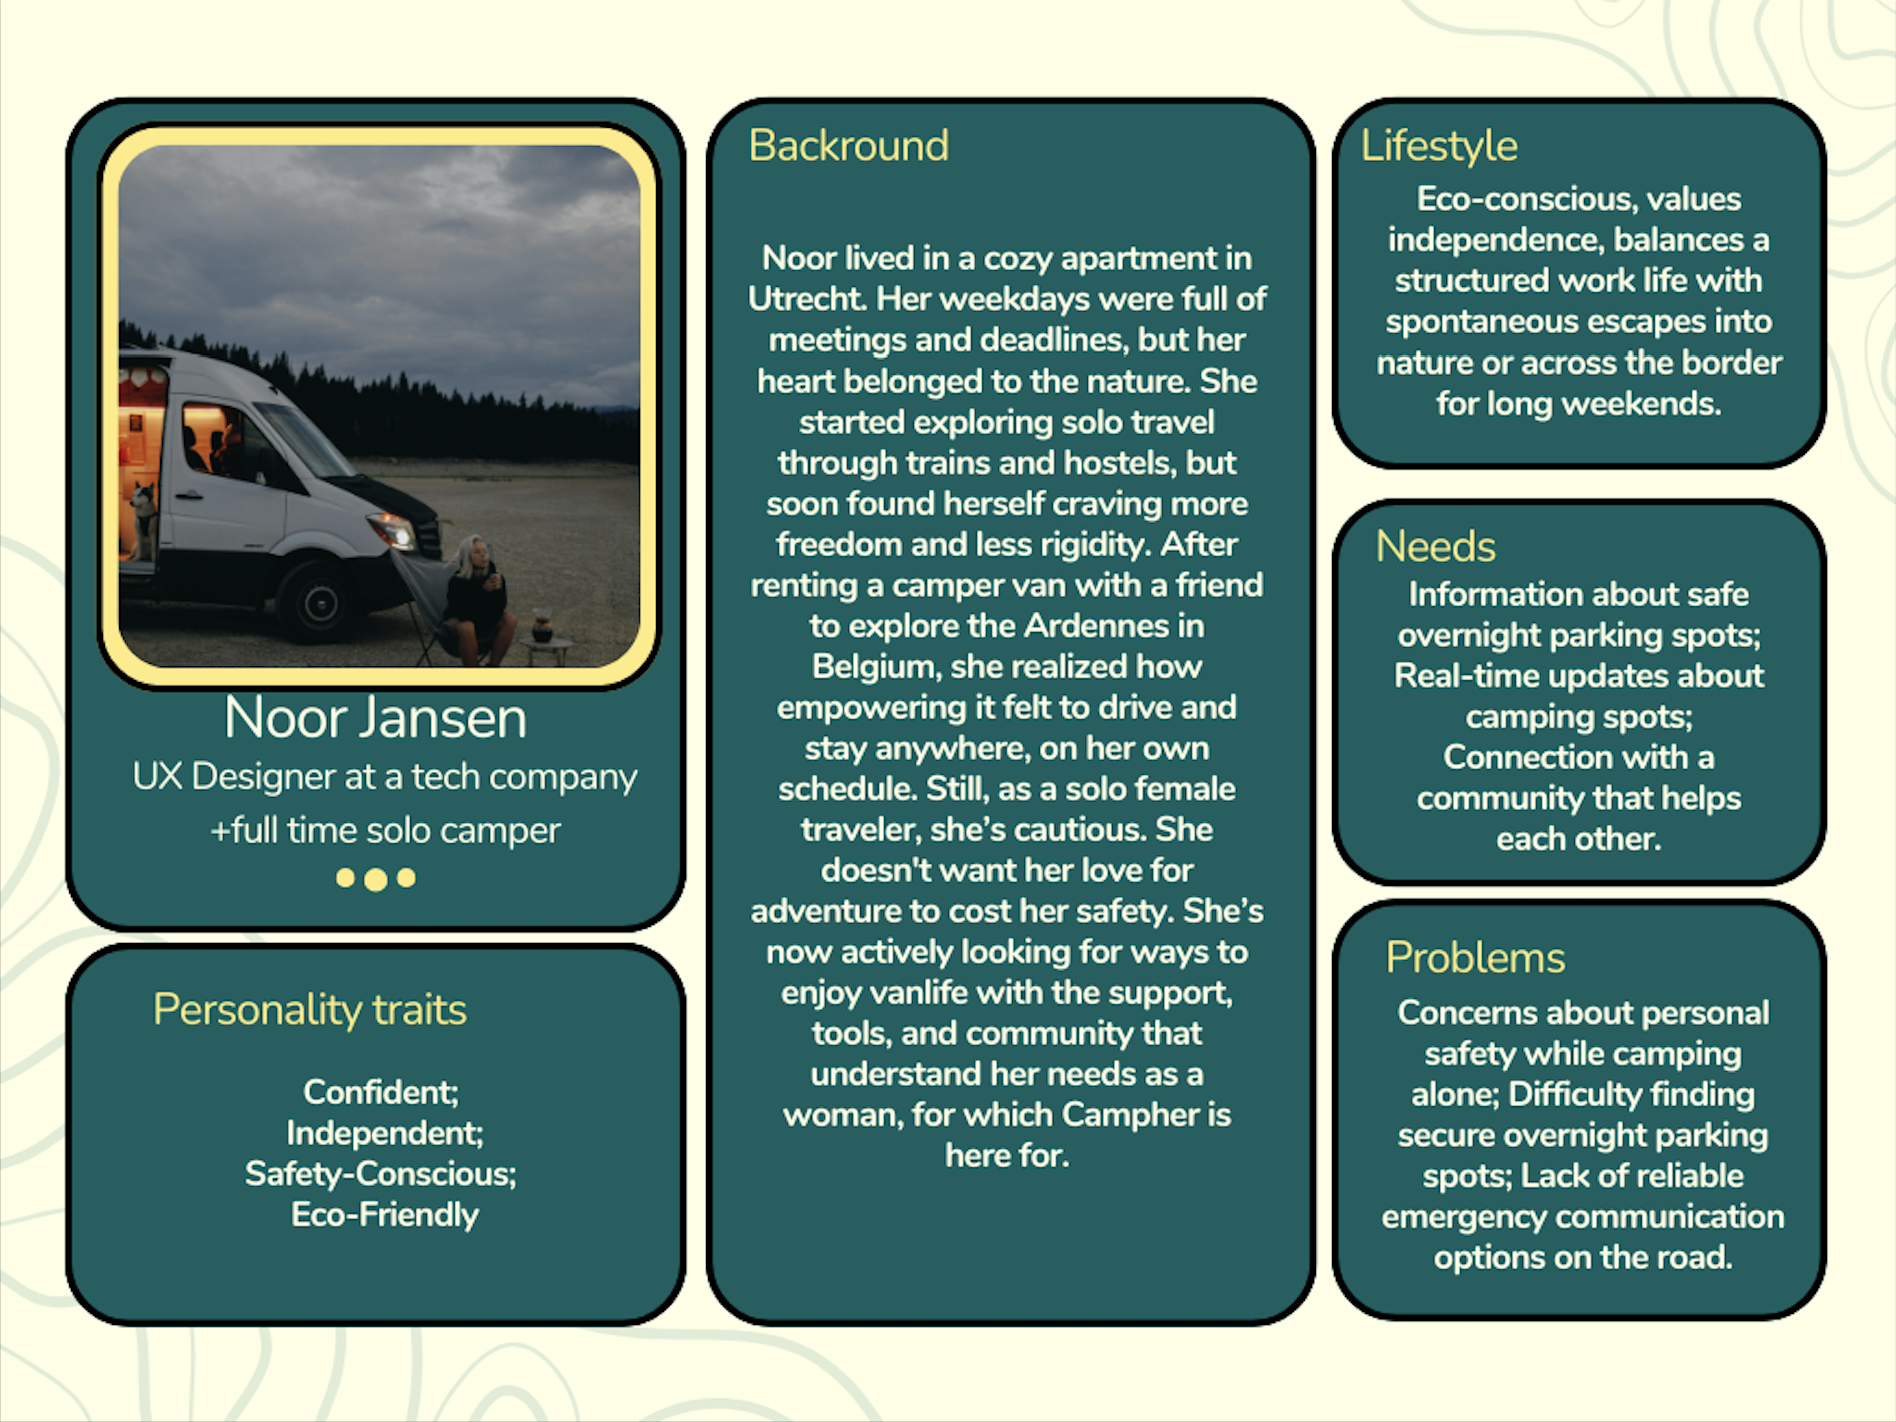 Noor Jansen
UX Designer at a tech company
+full time solo camper
Personality traits
Confident;
Independent;
Safety-Conscious;
Eco-Friendly
Backround
Noor lived in a cozy apartment in
Utrecht. Her weekdays were full of
meetings and deadlines, but her
heart belonged to the nature. She
started exploring solo travel
through trains and hostels, but
soon found herself craving more
freedom and less rigidity. After
renting a camper van with a friend
to explore the Ardennes in
Belgium, she realized how
empowering it felt to drive and
stay anywhere, on her own
schedule. Still, as a solo female
traveler, she’s cautious. She
doesn't want her love for
adventure to cost her safety. She’s
now actively looking for ways to
enjoy vanlife with the support,
tools, and community that
understand her needs as a
woman, for which Campher is
here for.
Lifestyle
Eco-conscious, values
independence, balances a
structured work life with
spontaneous escapes into
nature or across the border
for long weekends.
Needs
Information about safe
overnight parking spots;
Real-time updates about
camping spots;
Connection with a
community that helps
each other.
Problems
Concerns about personal
safety while camping
alone; Difficulty finding
secure overnight parking
spots; Lack of reliable
emergency communication
options on the road.